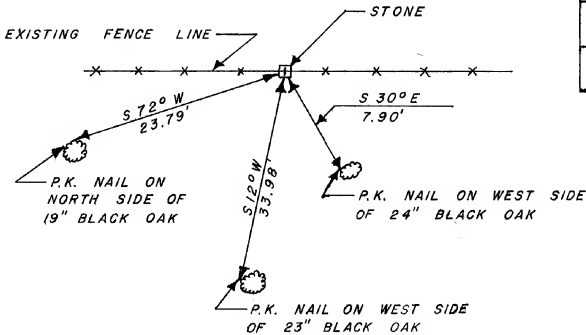 STONE
EXISTING FENCE LINE
S 72° W
23.79'
S 30° E
7.90'
S 12° W
33.98'
P.K. NAIL ON
NORTH SIDE OF
19" BLACK OAK
P.K. NAIL ON WEST SIDE
OF 24" BLACK OAK
P.K. NAIL ON WEST SIDE
OF 23" BLACK OAK